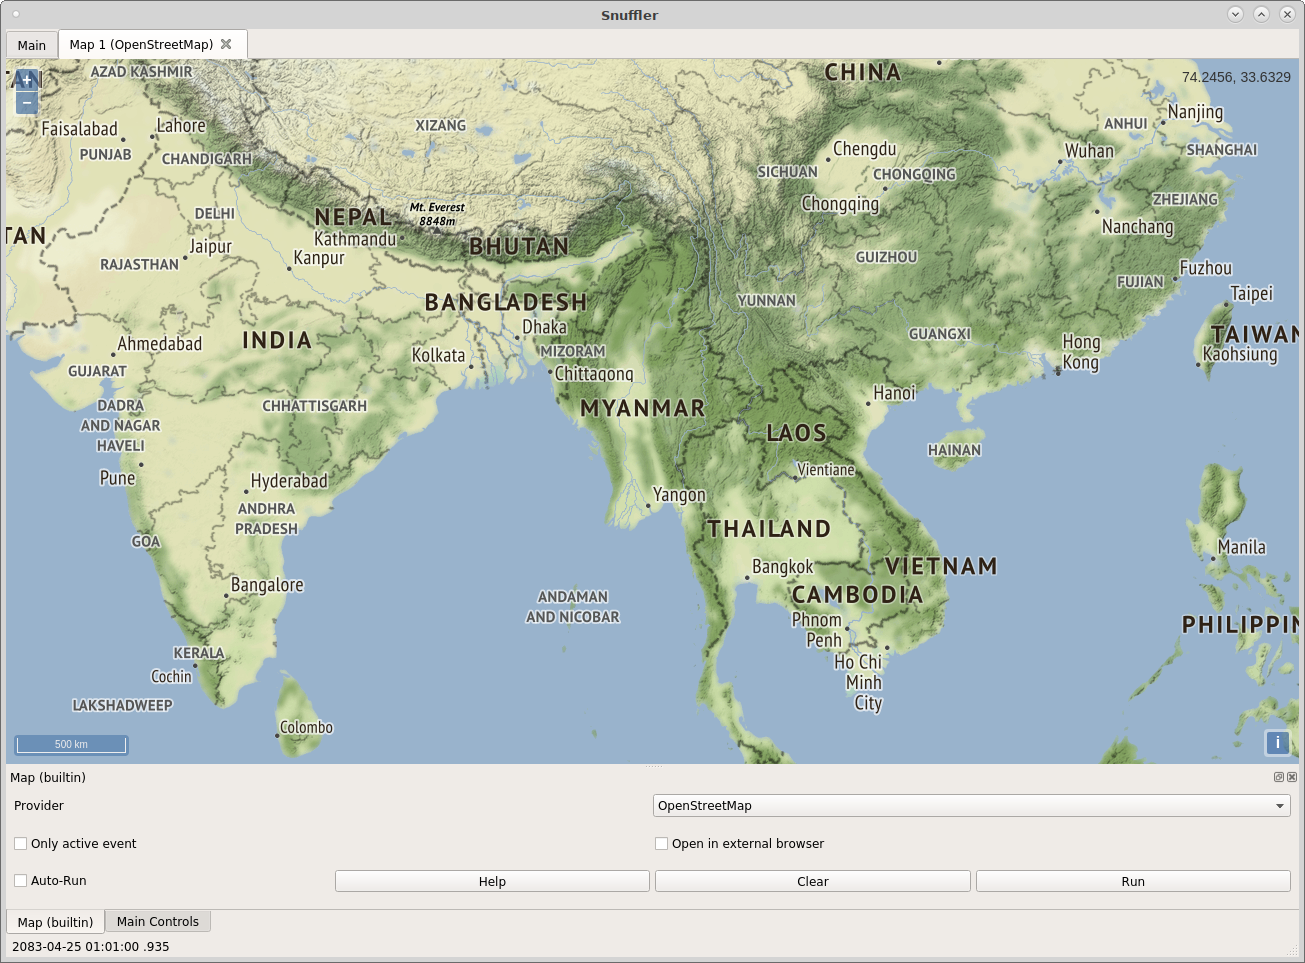 Snuffler
Main
Map 1 (OpenStreetMap)
+
−
74.2456, 33.6329
AZAD KASHMIR
CHINA
XIZANG
Faisalabad
Lahore
PUNJAB
CHANDIGARH
Nanjing
ANHUI
SHANGHAI
Chengdu
Wuhan
SICHUAN
CHONGQING
Chongqing
ZHEJIANG
Nanchang
DELHI
NEPAL
Mt. Everest
8848m
TAN
Kathmandu
BHUTAN
Jaipur
RAJASTHAN
Kanpur
GUIZHOU
Fuzhou
FUJIAN
Taipei
YUNNAN
BANGLADESH
Dhaka
INDIA
Ahmedabad
GUJARAT
Kolkata
MIZORAM
Chittagong
GUANGXI
Hong
Kong
TAIWAN
Kaohsiung
DADRA
AND NAGAR
HAVELI
CHHATTISGARH
MYANMAR
Hanoi
LAOS
HAINAN
Pune
Hyderabad
ANDHRA
PRADESH
Vientiane
Yangon
THAILAND
GOA
Bangalore
Bangkok
VIETNAM
CAMBODIA
Manila
ANDAMAN
AND NICOBAR
Phnom
Penh
PHILIPPIN
KERALA
Cochin
Ho Chi
Minh
City
LAKSHADWEEP
Colombo
500 km
i
Map (builtin)
Provider
OpenStreetMap
Only active event
Open in external browser
Auto-Run
Help
Clear
Run
Map (builtin)
Main Controls
2083-04-25 01:01:00 .935